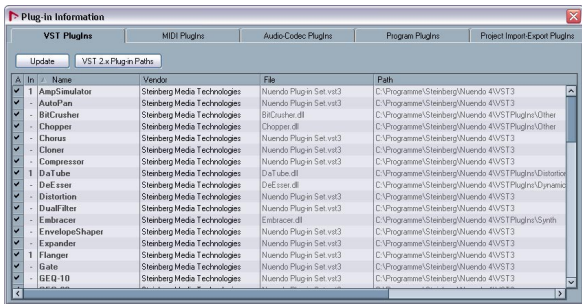 Plug-in Information
VST PlugIns MIDI PlugIns Audio-Codec PlugIns Program PlugIns Project Import-Export PlugIns
Update VST 2.x Plug-in Paths
A In / Name Vendor File Path
1 AmpSimulator Steinberg Media Technologies Nuendo Plug-in Set.vst3 C:\Programme\Steinberg\Nuendo 4\VST3
- AutoPan Steinberg Media Technologies Nuendo Plug-in Set.vst3 C:\Programme\Steinberg\Nuendo 4\VST3
- BitCrusher Steinberg Media Technologies BitCrusher.dll C:\Programme\Steinberg\Nuendo 4\VSTPlugIns\Other
- Chopper Steinberg Media Technologies Chopper.dll C:\Programme\Steinberg\Nuendo 4\VSTPlugIns\Other
- Chorus Steinberg Media Technologies Nuendo Plug-in Set.vst3 C:\Programme\Steinberg\Nuendo 4\VST3
- Cloner Steinberg Media Technologies Nuendo Plug-in Set.vst3 C:\Programme\Steinberg\Nuendo 4\VST3
- Compressor Steinberg Media Technologies Nuendo Plug-in Set.vst3 C:\Programme\Steinberg\Nuendo 4\VST3
1 DaTube Steinberg Media Technologies DaTube.dll C:\Programme\Steinberg\Nuendo 4\VSTPlugIns\Distortion
- DeEsser Steinberg Media Technologies DeEsser.dll C:\Programme\Steinberg\Nuendo 4\VSTPlugIns\Dynamic
- Distortion Steinberg Media Technologies Nuendo Plug-in Set.vst3 C:\Programme\Steinberg\Nuendo 4\VST3
- DualFilter Steinberg Media Technologies Nuendo Plug-in Set.vst3 C:\Programme\Steinberg\Nuendo 4\VST3
- Embracer Steinberg Media Technologies Embracer.dll C:\Programme\Steinberg\Nuendo 4\VSTPlugIns\Synth
- EnvelopeShaper Steinberg Media Technologies Nuendo Plug-in Set.vst3 C:\Programme\Steinberg\Nuendo 4\VST3
- Expander Steinberg Media Technologies Nuendo Plug-in Set.vst3 C:\Programme\Steinberg\Nuendo 4\VST3
1 Flanger Steinberg Media Technologies Nuendo Plug-in Set.vst3 C:\Programme\Steinberg\Nuendo 4\VST3
- Gate Steinberg Media Technologies Nuendo Plug-in Set.vst3 C:\Programme\Steinberg\Nuendo 4\VST3
- GEQ-10 Steinberg Media Technologies Nuendo Plug-in Set.vst3 C:\Programme\Steinberg\Nuendo 4\VST3